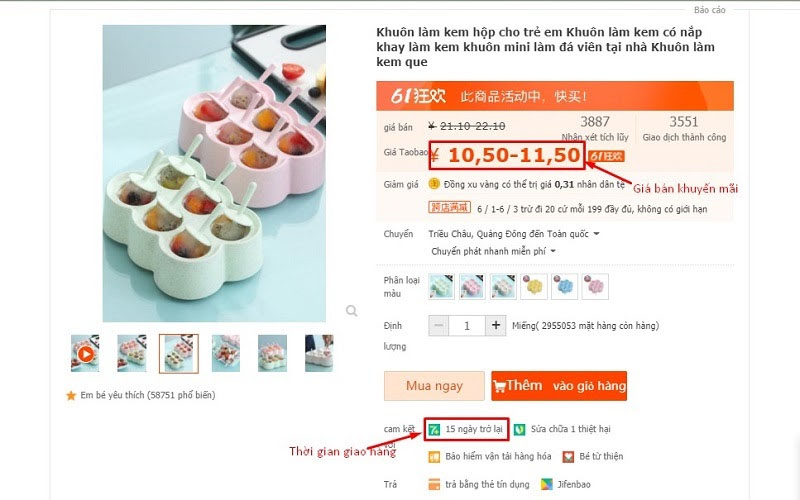 Báo cáo
Khuôn làm kem hộp cho trẻ em Khuôn làm kem có nắp
khay làm kem khuôn mini làm đá viên tại nhà Khuôn làm
kem que
61狂欢 此商品活动中，快买！
giá bán ¥ 21.10-22.10
3887
Nhận xét tích lũy
3551
Giao dịch thành công
Giá Taobao ¥ 10,50-11,50 61狂欢
Giá bán khuyến mãi
Giảm giá Đồng xu vàng có thể trị giá 0,31 nhân dân tệ
跨店满减 6 / 1-6 / 3 trừ đi 20 cứ mỗi 199 đầy đủ, không có giới hạn
Chuyển Triều Châu, Quảng Đông đến Toàn quốc
Chuyển phát nhanh miễn phí
Phân loại
màu
Định
lượng
− 1 + Miếng( 2955053 mặt hàng còn hàng)
Em bé yêu thích (58751 phổ biến)
Mua ngay Thêm vào giỏ hàng
cam kết 15 ngày trở lại Sửa chữa 1 thiệt hại
Thời gian giao hàng
Bảo hiểm vận tải hàng hóa Bé từ thiện
Trả trả bằng thẻ tín dụng Jifenbao